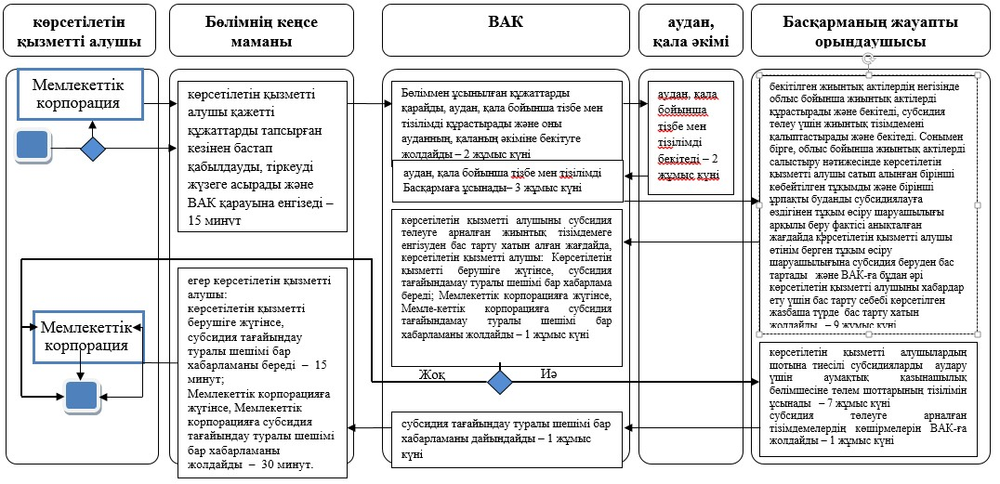 көрсетілетін
қызметті алушы
Бөлімнің кеңсе
маманы
ВАК
аудан,
қала әкімі
Басқарманың жауапты
орындаушысы
Мемлекеттік
корпорация
көрсетілетін қызметті
алушы қажетті
құжаттарды тапсырған
кезінен бастап
қабылдауды, тіркеуді
жүзеге асырады және
ВАК қарауына енгізеді –
15 минут
Бөліммен ұсынылған құжаттарды
қарайды, аудан, қала бойынша тізбе мен
тізілімді құрастырады және оны
ауданның, қаланың әкіміне бекітуге
жолдайды – 2 жұмыс күні
аудан, қала бойынша тізбе мен тізілімді
Басқармаға ұсынады– 3 жұмыс күні
аудан, қала
бойынша
тізбе мен
тізілімді
бекітеді – 2
жұмыс күні
бекітілген жиынтық актілердің негізінде
облыс бойынша жиынтық актілерді
құрастырады және бекітеді, субсидия
төлеу үшін жиынтық тізімдемені
қалыптастырады және бекітеді. Сонымен
бірге, облыс бойынша жиынтық актілерді
салыстыру нәтижесінде көрсетілетін
қызметті алушы сатып алынған бірінші
көбейтілген тұқымды және бірінші
ұрпақты буданды субсидиялауға
өздігінен тұқым өсіру шаруашылығы
арқылы беру фактісі анықталған
жағдайда көрсетілетін қызметті алушы
өтінім берген тұқым өсіру
шаруашылығына субсидия беруден бас
тартады және ВАК-ға бұдан әрі
көрсетілетін қызметті алушыны хабардар
ету үшін бас тарту себебі көрсетілген
жазбаша түрде бас тарту хатын
жолдайды – 9 жұмыс күні
көрсетілетін қызметті алушыны субсидия
төлеуге арналған жиынтық тізімдемеге
енгізуден бас тарту хатын алған жағдайда,
көрсетілетін қызметті алушы: Көрсетілетін
қызметті берушіге жүгінсе, субсидия
тағайындамау туралы шешімі бар хабарлама
береді; Мемлекеттік корпорацияға жүгінсе,
Мемле-кеттік корпорацияға субсидия
тағайындамау туралы шешімі бар
хабарламаны жолдайды – 1 жұмыс күні
Жоқ
Иә
егер көрсетілетін қызметті
алушы:
көрсетілетін қызметті
берушіге жүгінсе,
субсидия тағайындау
туралы шешімі бар
хабарламаны береді – 15
минут;
Мемлекеттік корпорацияға
жүгінсе, Мемлекеттік
корпорацияға субсидия
тағайындау туралы шешімі
бар хабарламаны
жолдайды – 30 минут.
Мемлекеттік
корпорация
субсидия тағайындау туралы шешімі бар
хабарламаны дайындайды – 1 жұмыс
күні
көрсетілетін қызметті алушылардың
шотына тиесілі субсидияларды аудару
үшін аумақтық қазынашылық
бөлімшесіне төлем шоттарының тізілімін
ұсынады – 7 жұмыс күні
субсидия төлеуге арналған
тізімдемелердің көшірмелерін ВАК-ға
жолдайды – 1 жұмыс күні